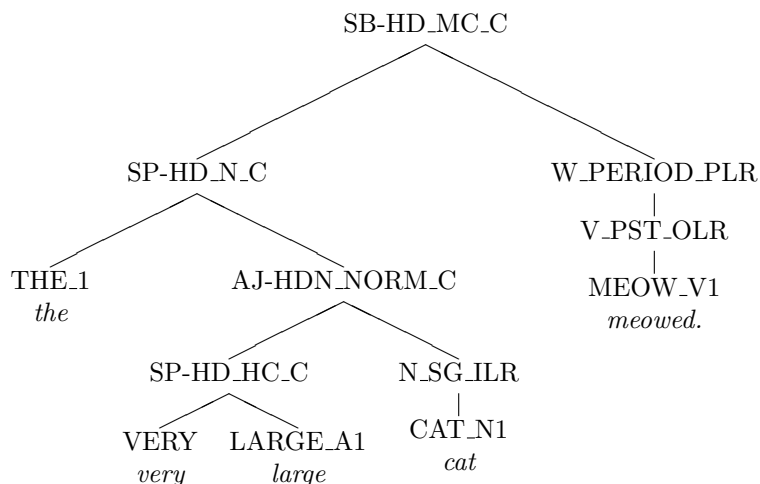 SB-HD_MC_C
SP-HD_N_C W_PERIOD_PLR
V_PST_OLR
THE_1 AJ-HDN_NORM_C MEOW_V1
the meowed.
SP-HD_HC_C N_SG_ILR
VERY LARGE_A1 CAT_N1
very large cat